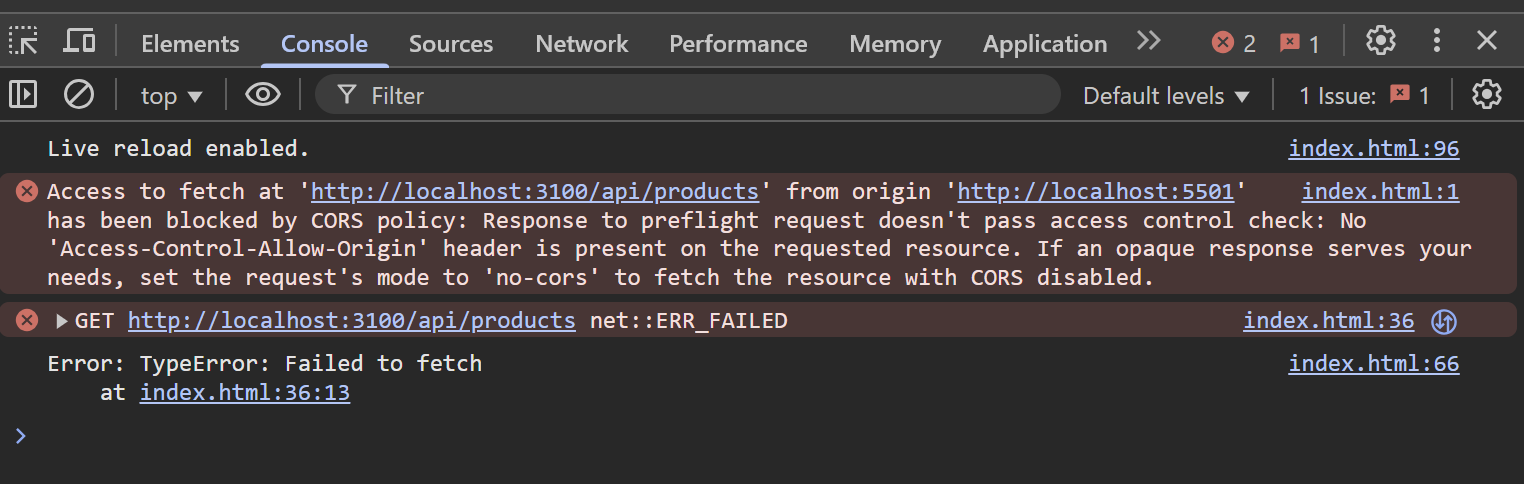 Elements Console Sources Network Performance Memory Application 2 1
top Filter Default levels 1 Issue: 1
Live reload enabled. index.html:96
Access to fetch at 'http://localhost:3100/api/products' from origin 'http://localhost:5501' index.html:1
has been blocked by CORS policy: Response to preflight request doesn't pass access control check: No
'Access-Control-Allow-Origin' header is present on the requested resource. If an opaque response serves your
needs, set the request's mode to 'no-cors' to fetch the resource with CORS disabled.
GET http://localhost:3100/api/products net::ERR_FAILED index.html:36
Error: TypeError: Failed to fetch index.html:66
at index.html:36:13